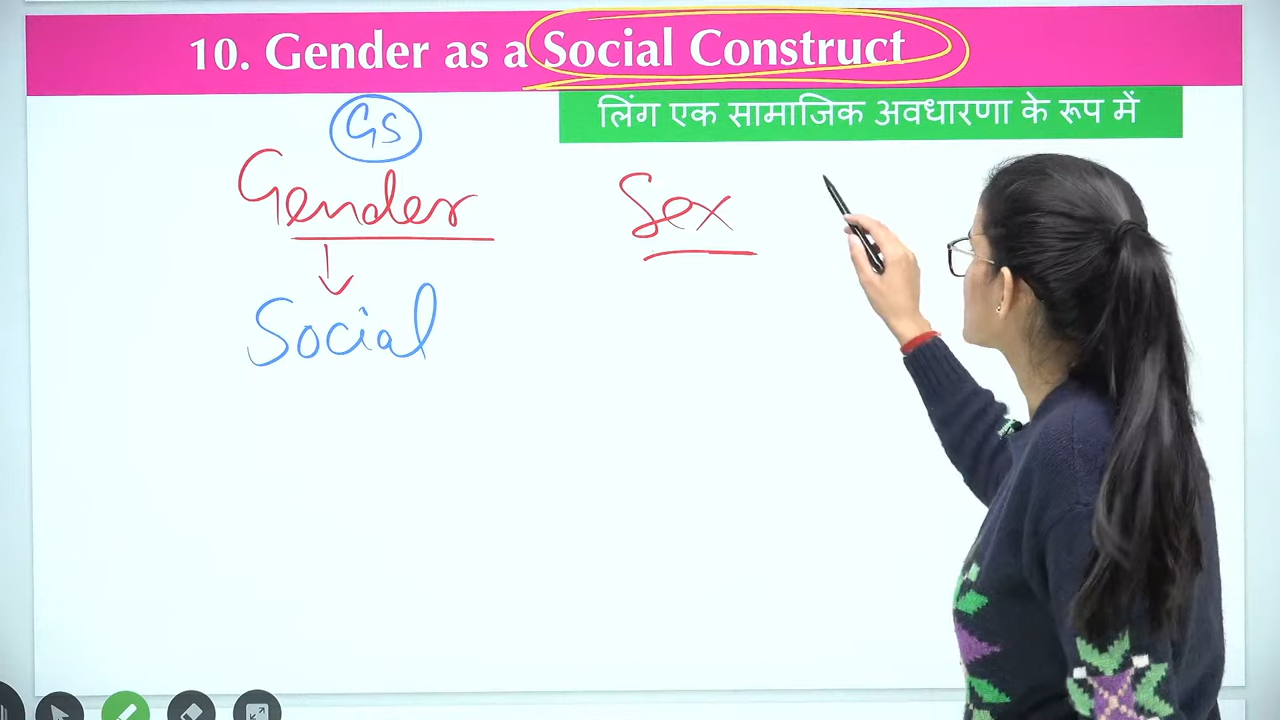 10. Gender as a Social Construct
लिंग एक सामाजिक अवधारणा के रूप में
GS
Gender Sex
Social